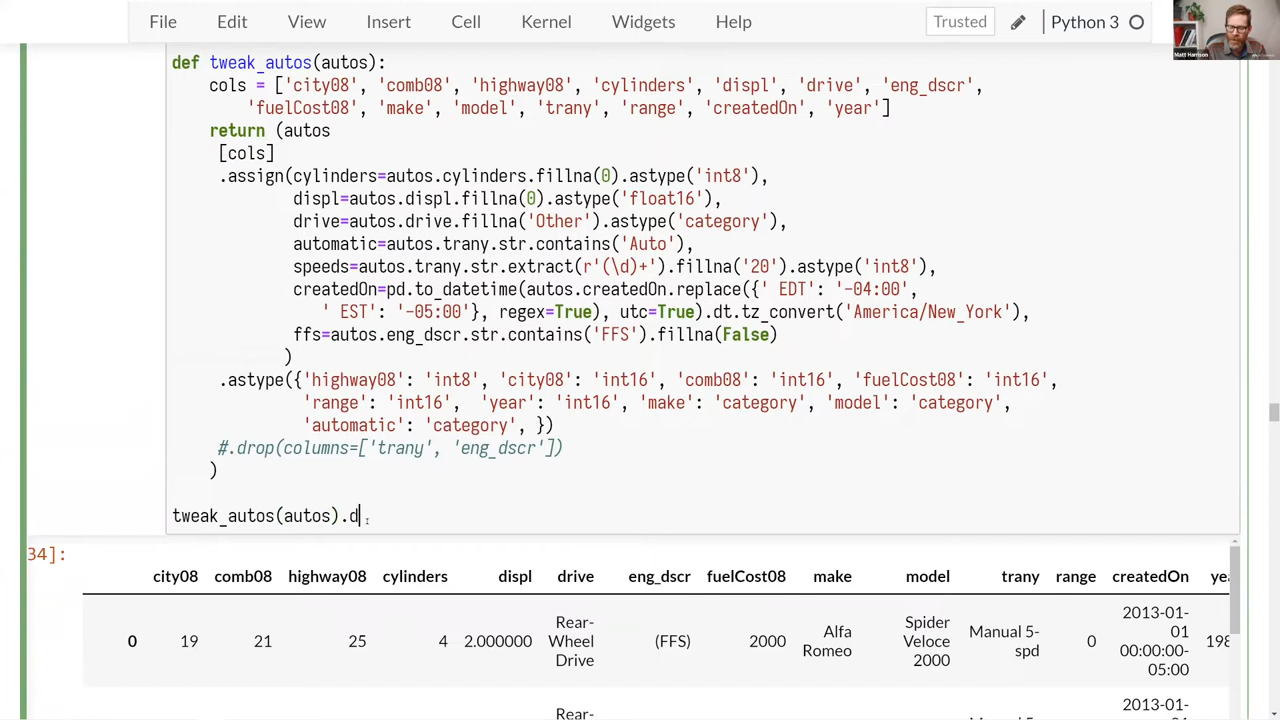 File Edit View Insert Cell Kernel Widgets Help Trusted Python 3
Matt Harrison
def tweak_autos(autos):
    cols = ['city08', 'comb08', 'highway08', 'cylinders', 'displ', 'drive', 'eng_dscr',
        'fuelCost08', 'make', 'model', 'trany', 'range', 'createdOn', 'year']
    return (autos
     [cols]
     .assign(cylinders=autos.cylinders.fillna(0).astype('int8'),
             displ=autos.displ.fillna(0).astype('float16'),
             drive=autos.drive.fillna('Other').astype('category'),
             automatic=autos.trany.str.contains('Auto'),
             speeds=autos.trany.str.extract(r'(\d)+').fillna('20').astype('int8'),
             createdOn=pd.to_datetime(autos.createdOn.replace({' EDT': '-04:00',
                ' EST': '-05:00'}, regex=True), utc=True).dt.tz_convert('America/New_York'),
             ffs=autos.eng_dscr.str.contains('FFS').fillna(False)
            )
     .astype({'highway08': 'int8', 'city08': 'int16', 'comb08': 'int16', 'fuelCost08': 'int16',
              'range': 'int16',  'year': 'int16', 'make': 'category', 'model': 'category',
              'automatic': 'category', })
     #.drop(columns=['trany', 'eng_dscr'])
    )
tweak_autos(autos).d
34]:
city08 comb08 highway08 cylinders displ drive eng_dscr fuelCost08 make model trany range createdOn yea
0 19 21 25 4 2.000000 Rear-Wheel Drive (FFS) 2000 Alfa Romeo Spider Veloce 2000 Manual 5-spd 0 2013-01-01 00:00:00-05:00 198
Rear- 2013-01-